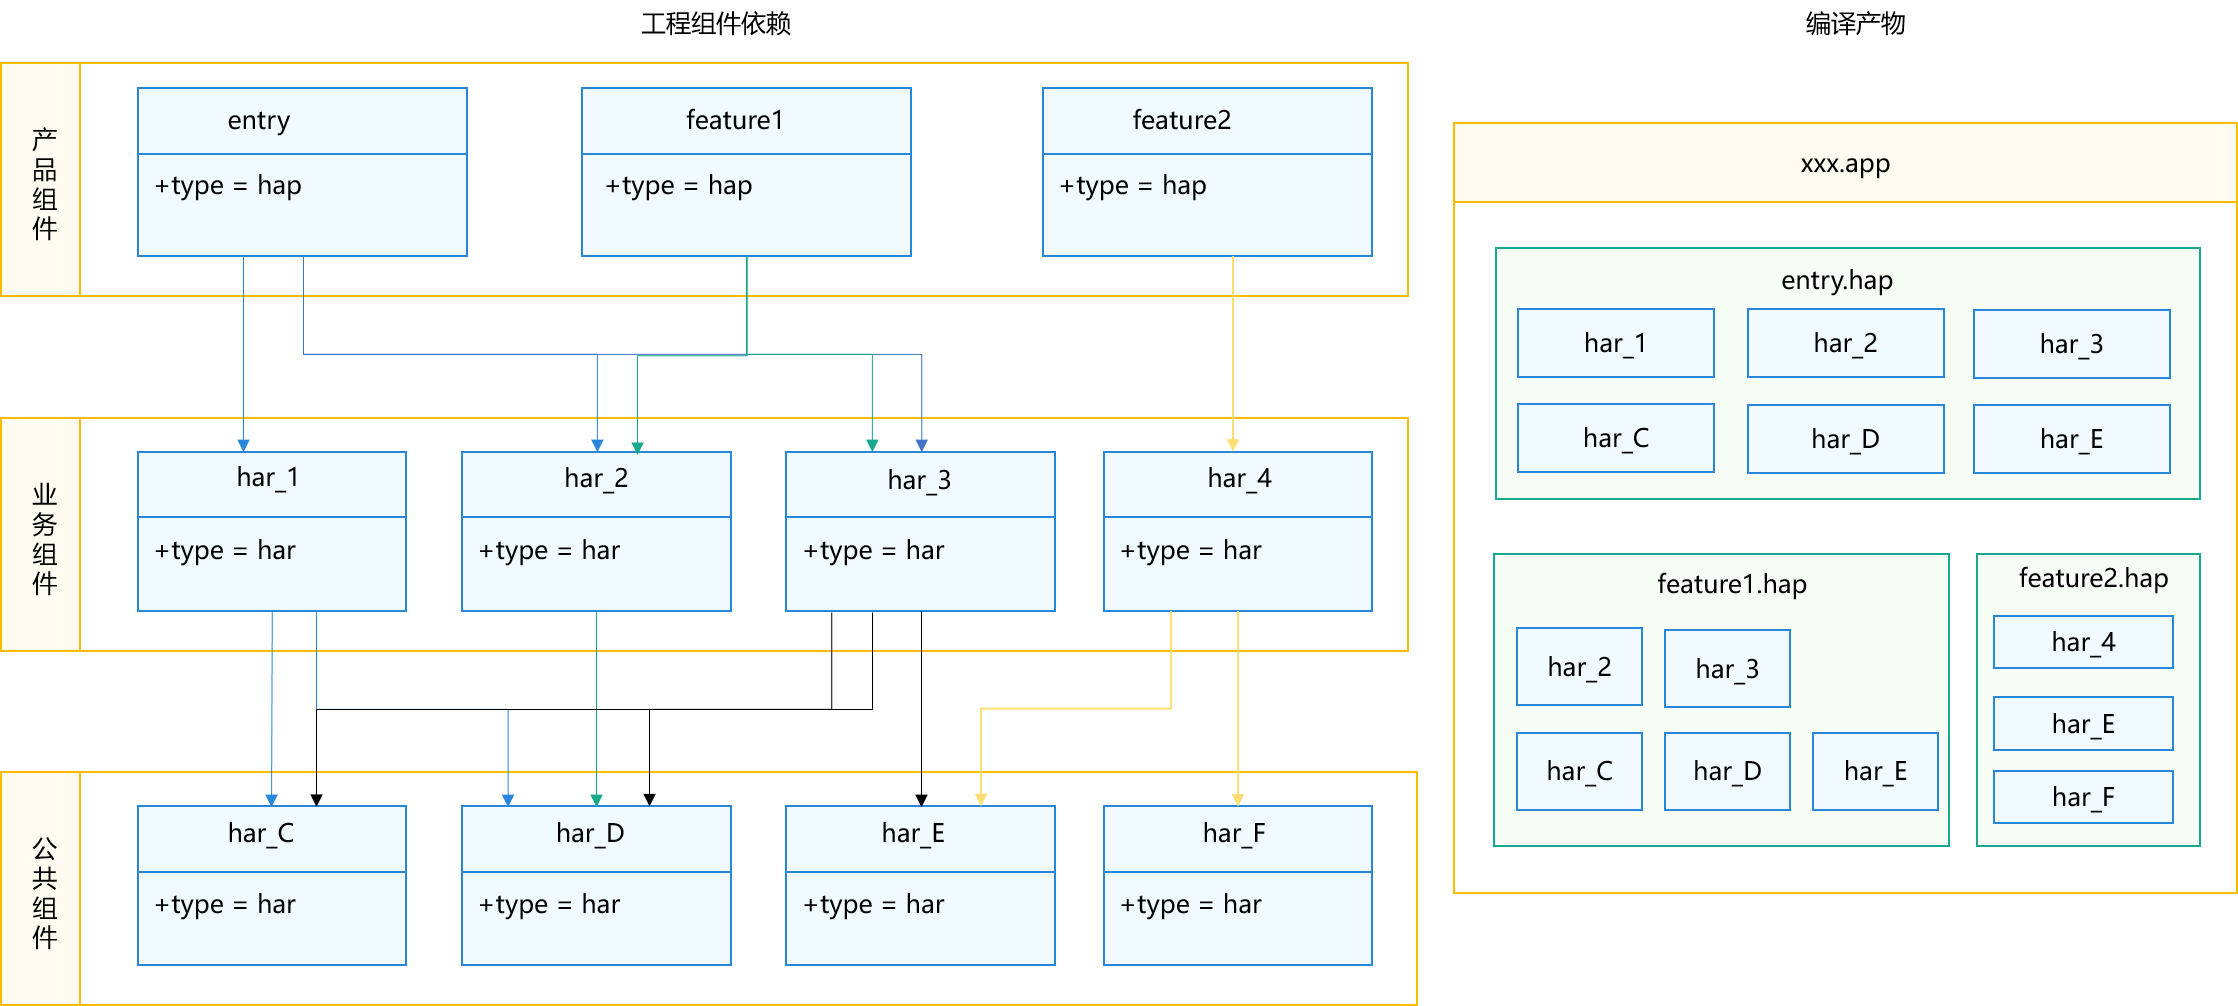 工程组件依赖
产品组件
entry
+type = hap
feature1
+type = hap
feature2
+type = hap
业务组件
har_1
+type = har
har_2
+type = har
har_3
+type = har
har_4
+type = har
公共组件
har_C
+type = har
har_D
+type = har
har_E
+type = har
har_F
+type = har
编译产物
xxx.app
entry.hap
har_1
har_2
har_3
har_C
har_D
har_E
feature1.hap
har_2
har_3
har_C
har_D
har_E
feature2.hap
har_4
har_E
har_F